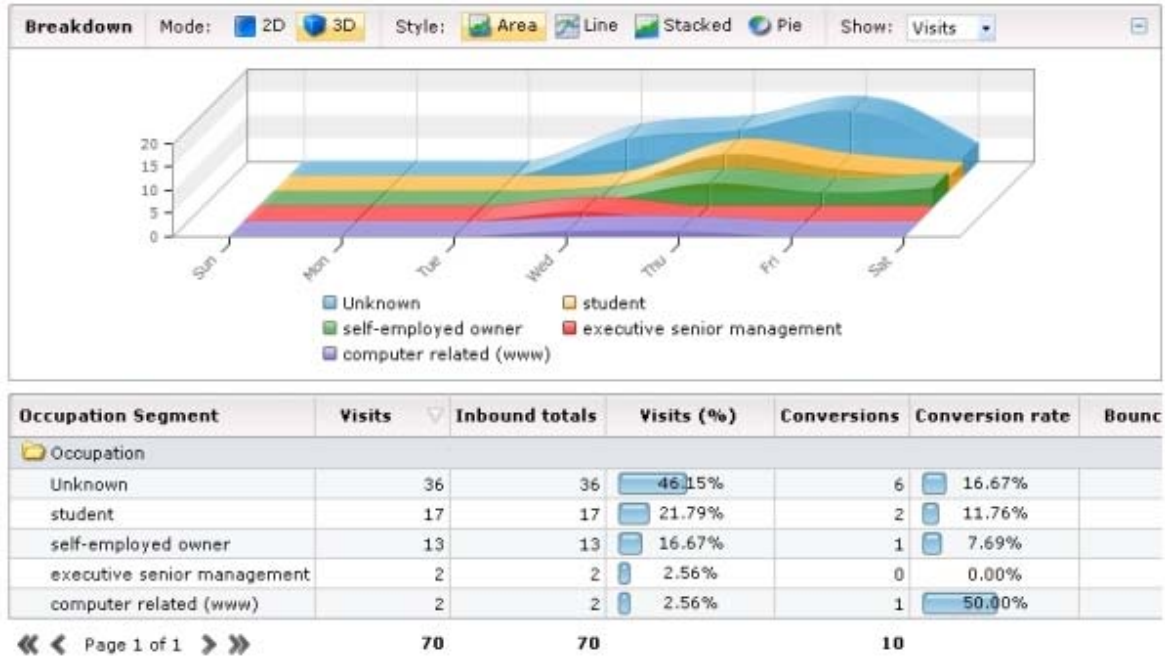 Breakdown Mode: 2D 3D Style: Area Line Stacked Pie Show: Visits
20
15
10
5
0
Sun Mon Tue Wed Thu Fri Sat
Unknown student
self-employed owner executive senior management
computer related (www)
Occupation Segment Visits Inbound totals Visits (%) Conversions Conversion rate Bounc
Occupation
Unknown 36 36 46.15% 6 16.67%
student 17 17 21.79% 2 11.76%
self-employed owner 13 13 16.67% 1 7.69%
executive senior management 2 2 2.56% 0 0.00%
computer related (www) 2 2 2.56% 1 50.00%
Page 1 of 1 70 70 10